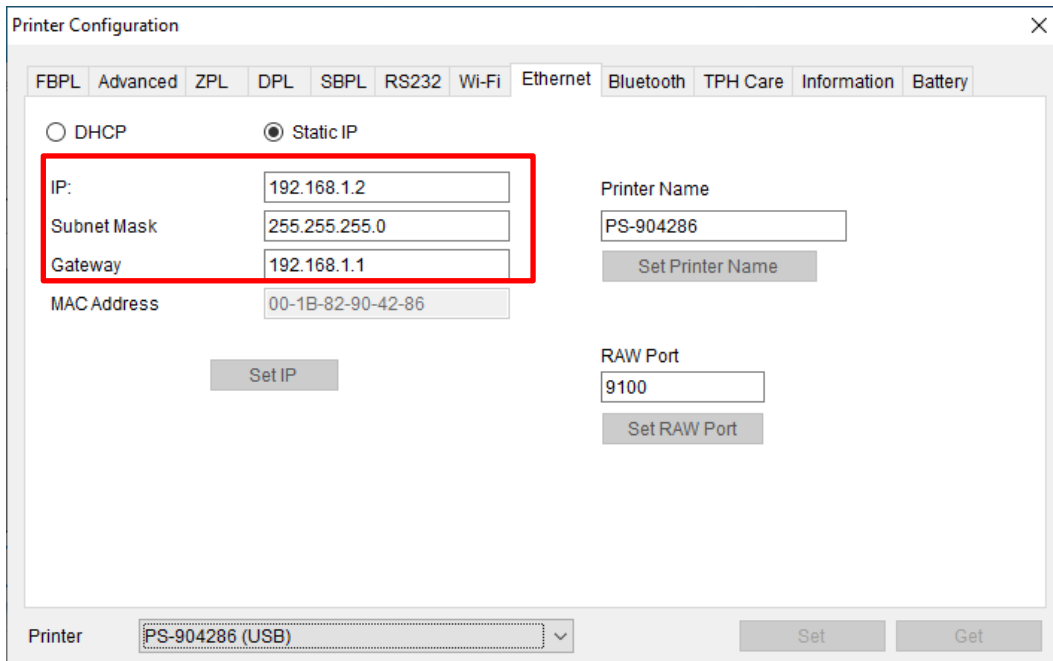 Printer Configuration
FBPL Advanced ZPL DPL SBPL RS232 Wi-Fi Ethernet Bluetooth TPH Care Information Battery
DHCP Static IP
IP: 192.168.1.2
Subnet Mask 255.255.255.0
Gateway 192.168.1.1
MAC Address 00-1B-82-90-42-86
Set IP
Printer Name
PS-904286
Set Printer Name
RAW Port
9100
Set RAW Port
Printer PS-904286 (USB) Set Get